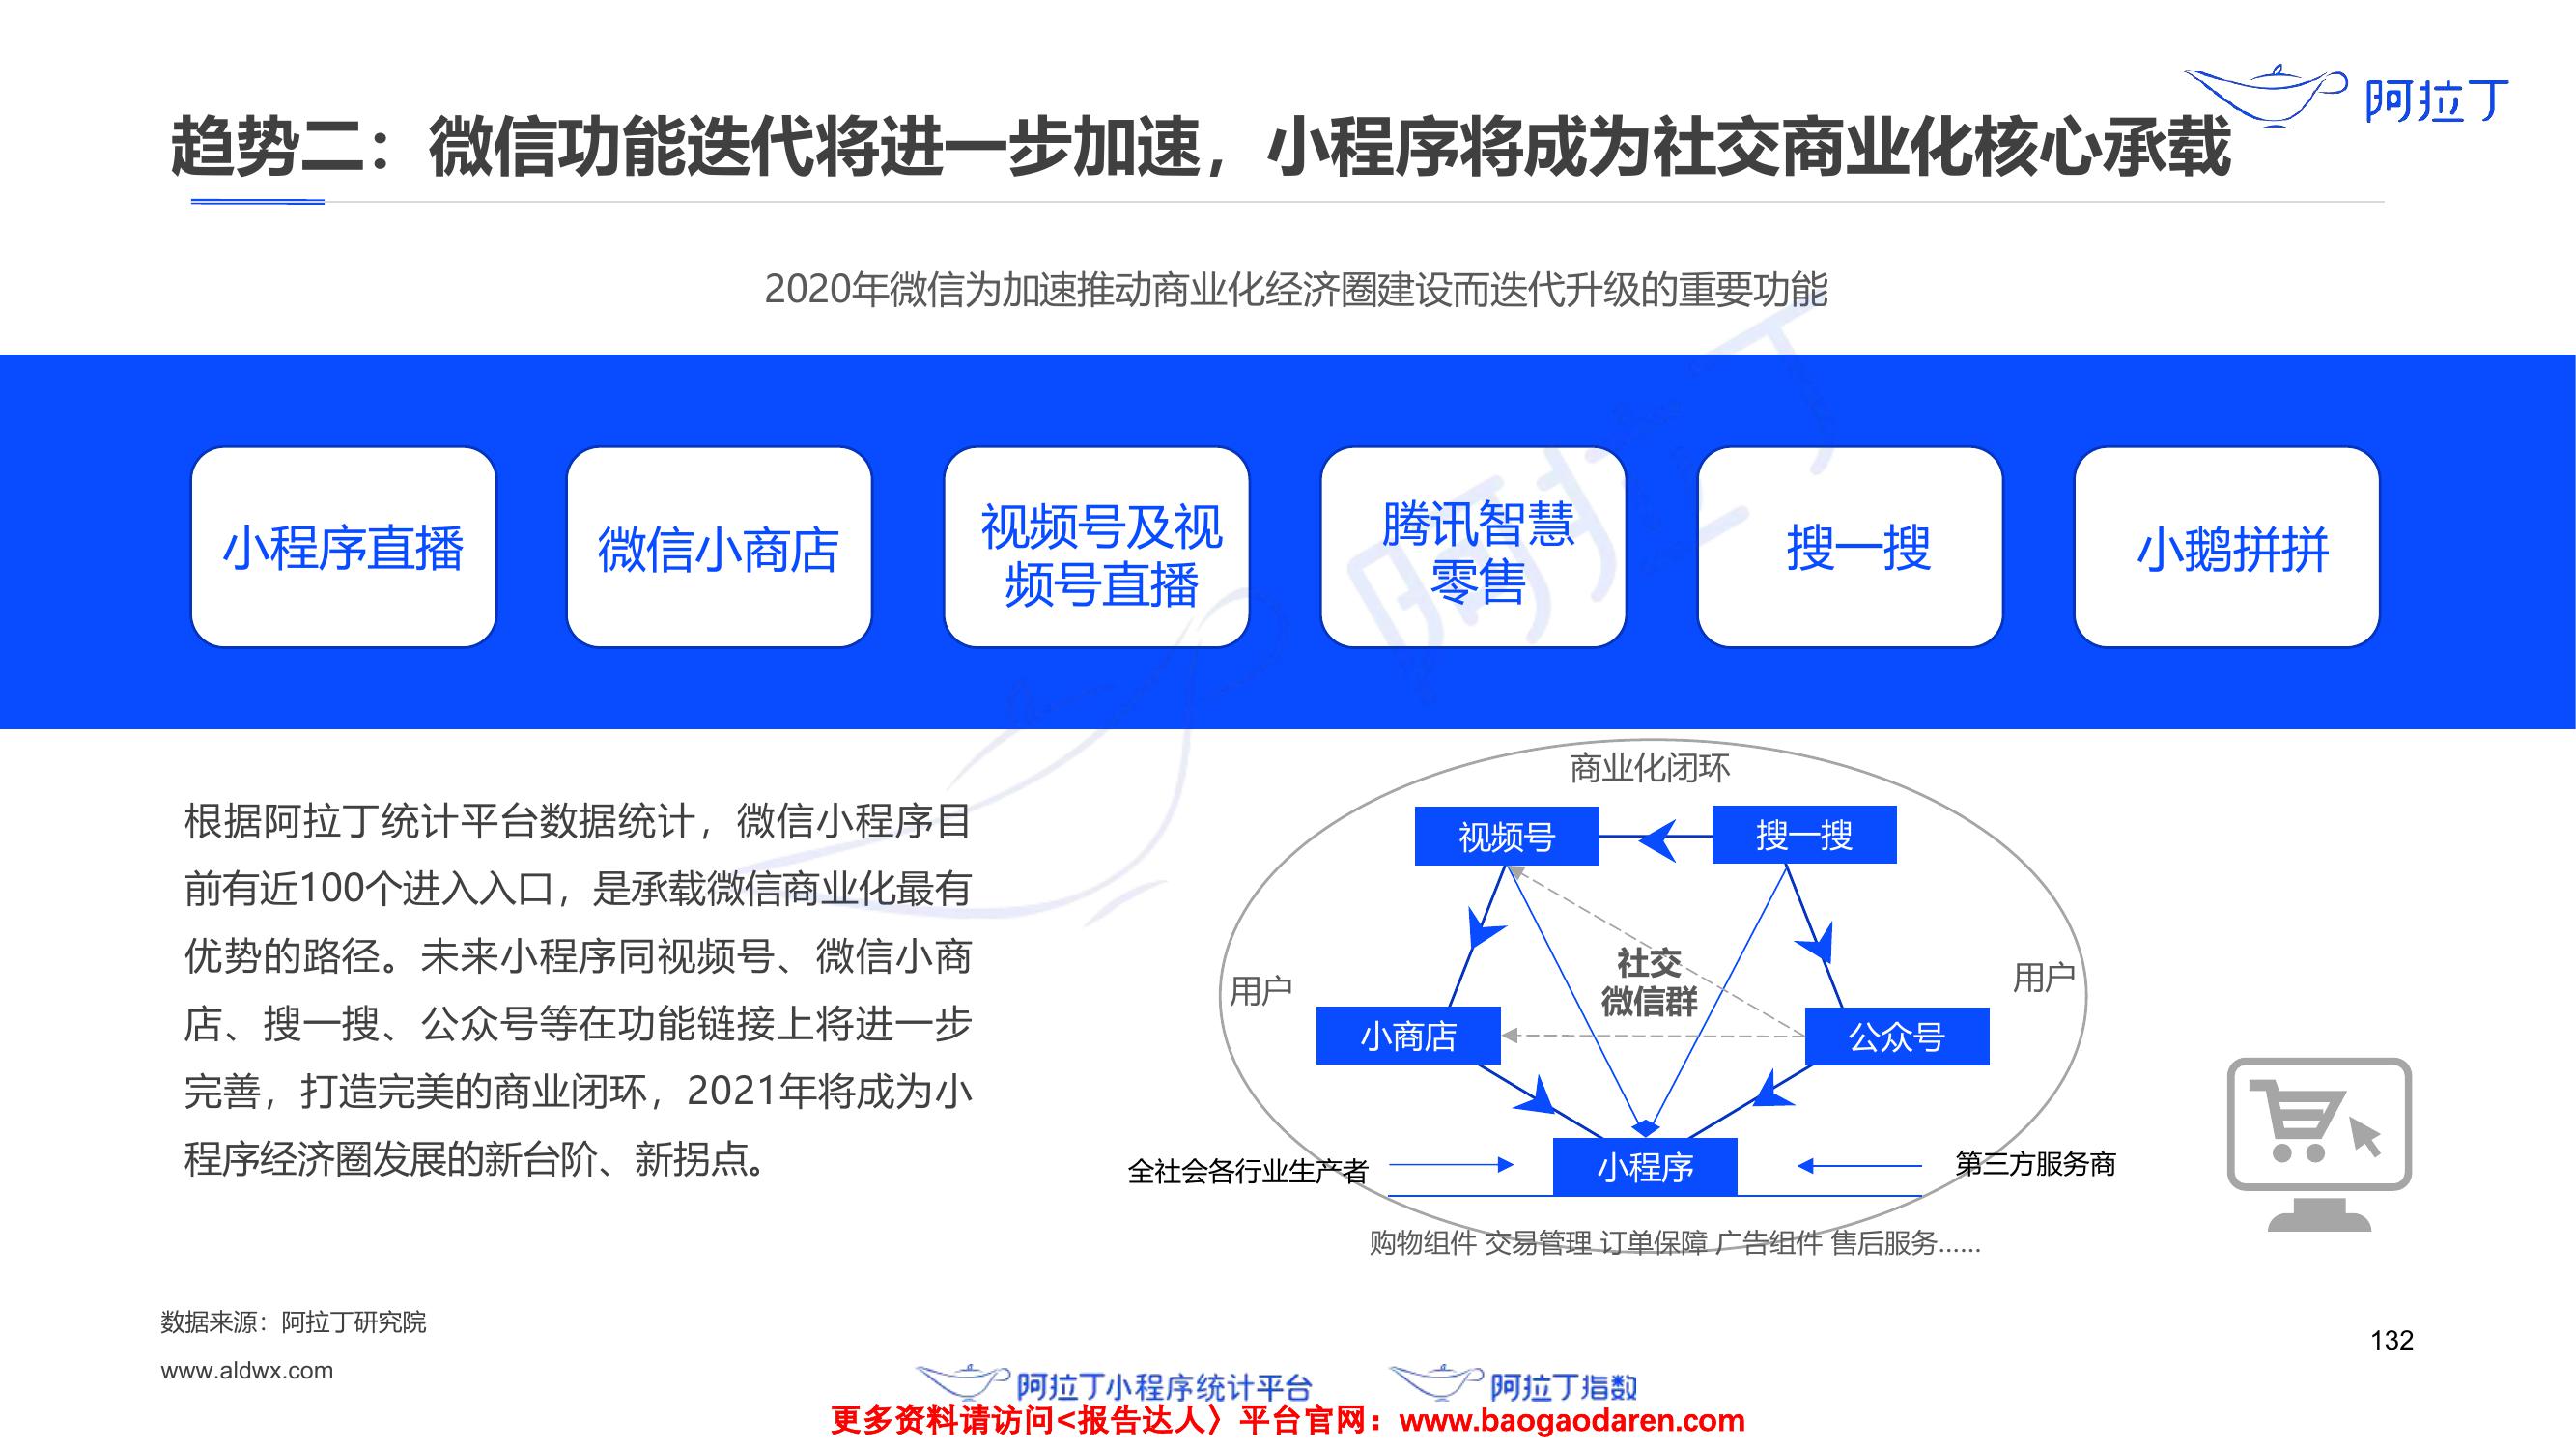 阿拉丁
趋势二：微信功能迭代将进一步加速，小程序将成为社交商业化核心承载
2020年微信为加速推动商业化经济圈建设而迭代升级的重要功能
小程序直播
微信小商店
视频号及视
频号直播
腾讯智慧
零售
搜一搜
小鹅拼拼
阿拉丁
根据阿拉丁统计平台数据统计，微信小程序目
前有近100个进入入口，是承载微信商业化最有
优势的路径。未来小程序同视频号、微信小商
店、搜一搜、公众号等在功能链接上将进一步
完善，打造完美的商业闭环，2021年将成为小
程序经济圈发展的新台阶、新拐点。
商业化闭环
视频号
搜一搜
社交
微信群
用户
用户
小商店
公众号
小程序
全社会各行业生产者
第三方服务商
购物组件 交易管理 订单保障 广告组件 售后服务......
数据来源：阿拉丁研究院
132
www.aldwx.com
阿拉丁小程序统计平台
阿拉丁指数
更多资料请访问<报告达人〉平台官网：www.baogaodaren.com